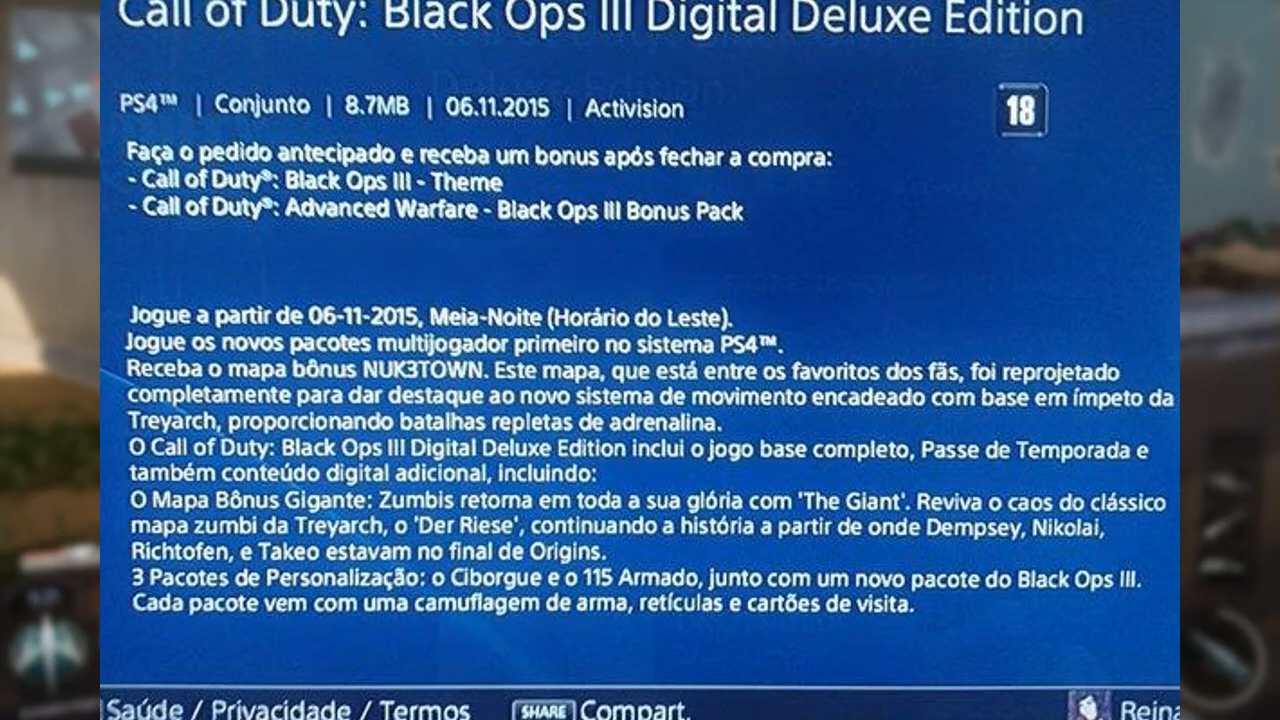 Call of Duty: Black Ops III Digital Deluxe Edition
PS4™ | Conjunto | 8.7MB | 06.11.2015 | Activision
18
Faça o pedido antecipado e receba um bonus após fechar a compra:
- Call of Duty®: Black Ops III - Theme
- Call of Duty®: Advanced Warfare - Black Ops III Bonus Pack
Jogue a partir de 06-11-2015, Meia-Noite (Horário do Leste).
Jogue os novos pacotes multijogador primeiro no sistema PS4™.
Receba o mapa bônus NUK3TOWN. Este mapa, que está entre os favoritos dos fãs, foi reprojetado
completamente para dar destaque ao novo sistema de movimento encadeado com base em ímpeto da
Treyarch, proporcionando batalhas repletas de adrenalina.
O Call of Duty: Black Ops III Digital Deluxe Edition inclui o jogo base completo, Passe de Temporada e
também conteúdo digital adicional, incluindo:
O Mapa Bônus Gigante: Zumbis retorna em toda a sua glória com 'The Giant'. Reviva o caos do clássico
mapa zumbi da Treyarch, o 'Der Riese', continuando a história a partir de onde Dempsey, Nikolai,
Richtofen, e Takeo estavam no final de Origins.
3 Pacotes de Personalização: o Ciborgue e o 115 Armado, junto com um novo pacote do Black Ops III.
Cada pacote vem com uma camuflagem de arma, retículas e cartões de visita.
Saúde / Privacidade / Termos
SHARE Compart.
Reina